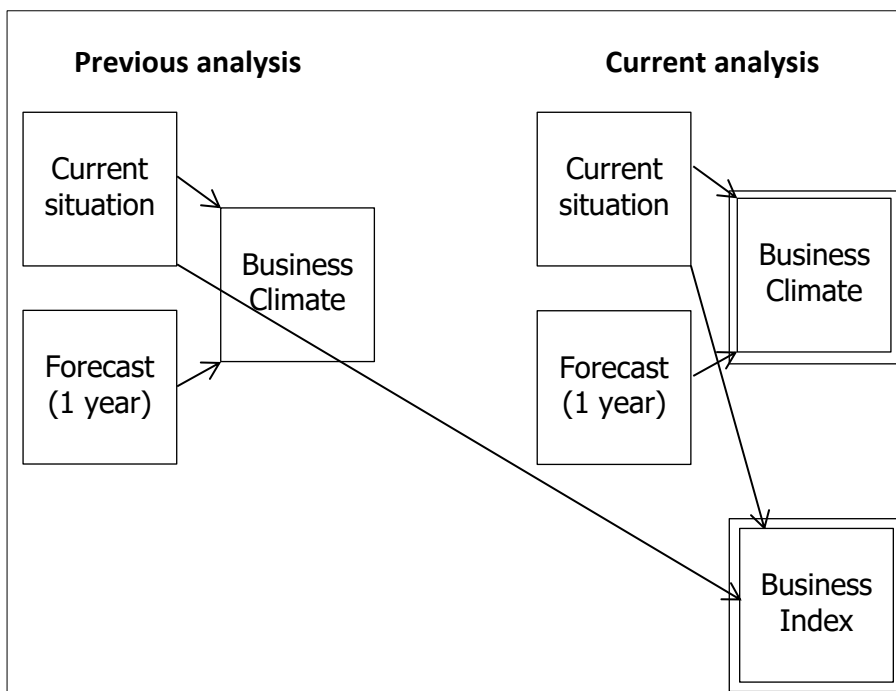 Previous analysis
Current
situation
Business
Climate
Forecast
(1 year)
Current analysis
Current
situation
Business
Climate
Forecast
(1 year)
Business
Index